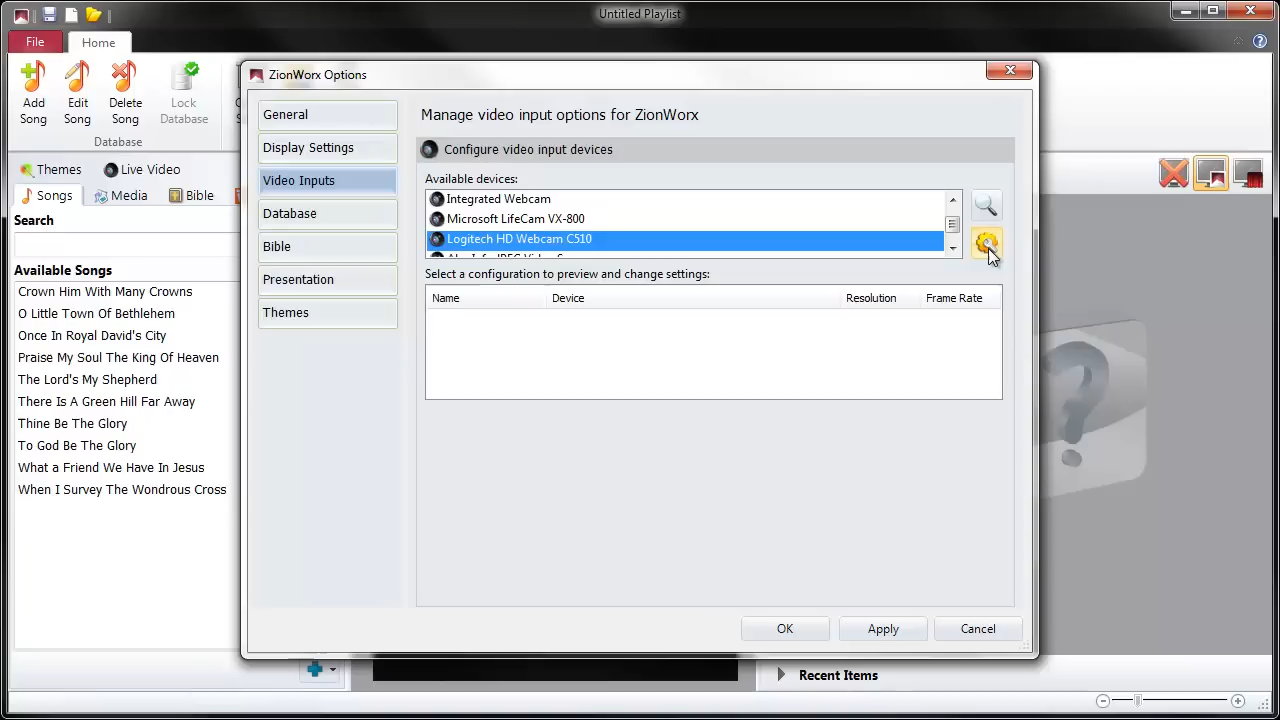 Untitled Playlist
File
Home
Add
Song
Edit
Song
Delete
Song
Lock
Database
Database
Themes
Live Video
Songs
Media
Bible
Search
Available Songs
Crown Him With Many Crowns
O Little Town Of Bethlehem
Once In Royal David's City
Praise My Soul The King Of Heaven
The Lord's My Shepherd
There Is A Green Hill Far Away
Thine Be The Glory
To God Be The Glory
What a Friend We Have In Jesus
When I Survey The Wondrous Cross
ZionWorx Options
General
Display Settings
Video Inputs
Database
Bible
Presentation
Themes
Manage video input options for ZionWorx
Configure video input devices
Available devices:
Integrated Webcam
Microsoft LifeCam VX-800
Logitech HD Webcam C510
Select a configuration to preview and change settings:
Name Device Resolution Frame Rate
OK Apply Cancel
Recent Items